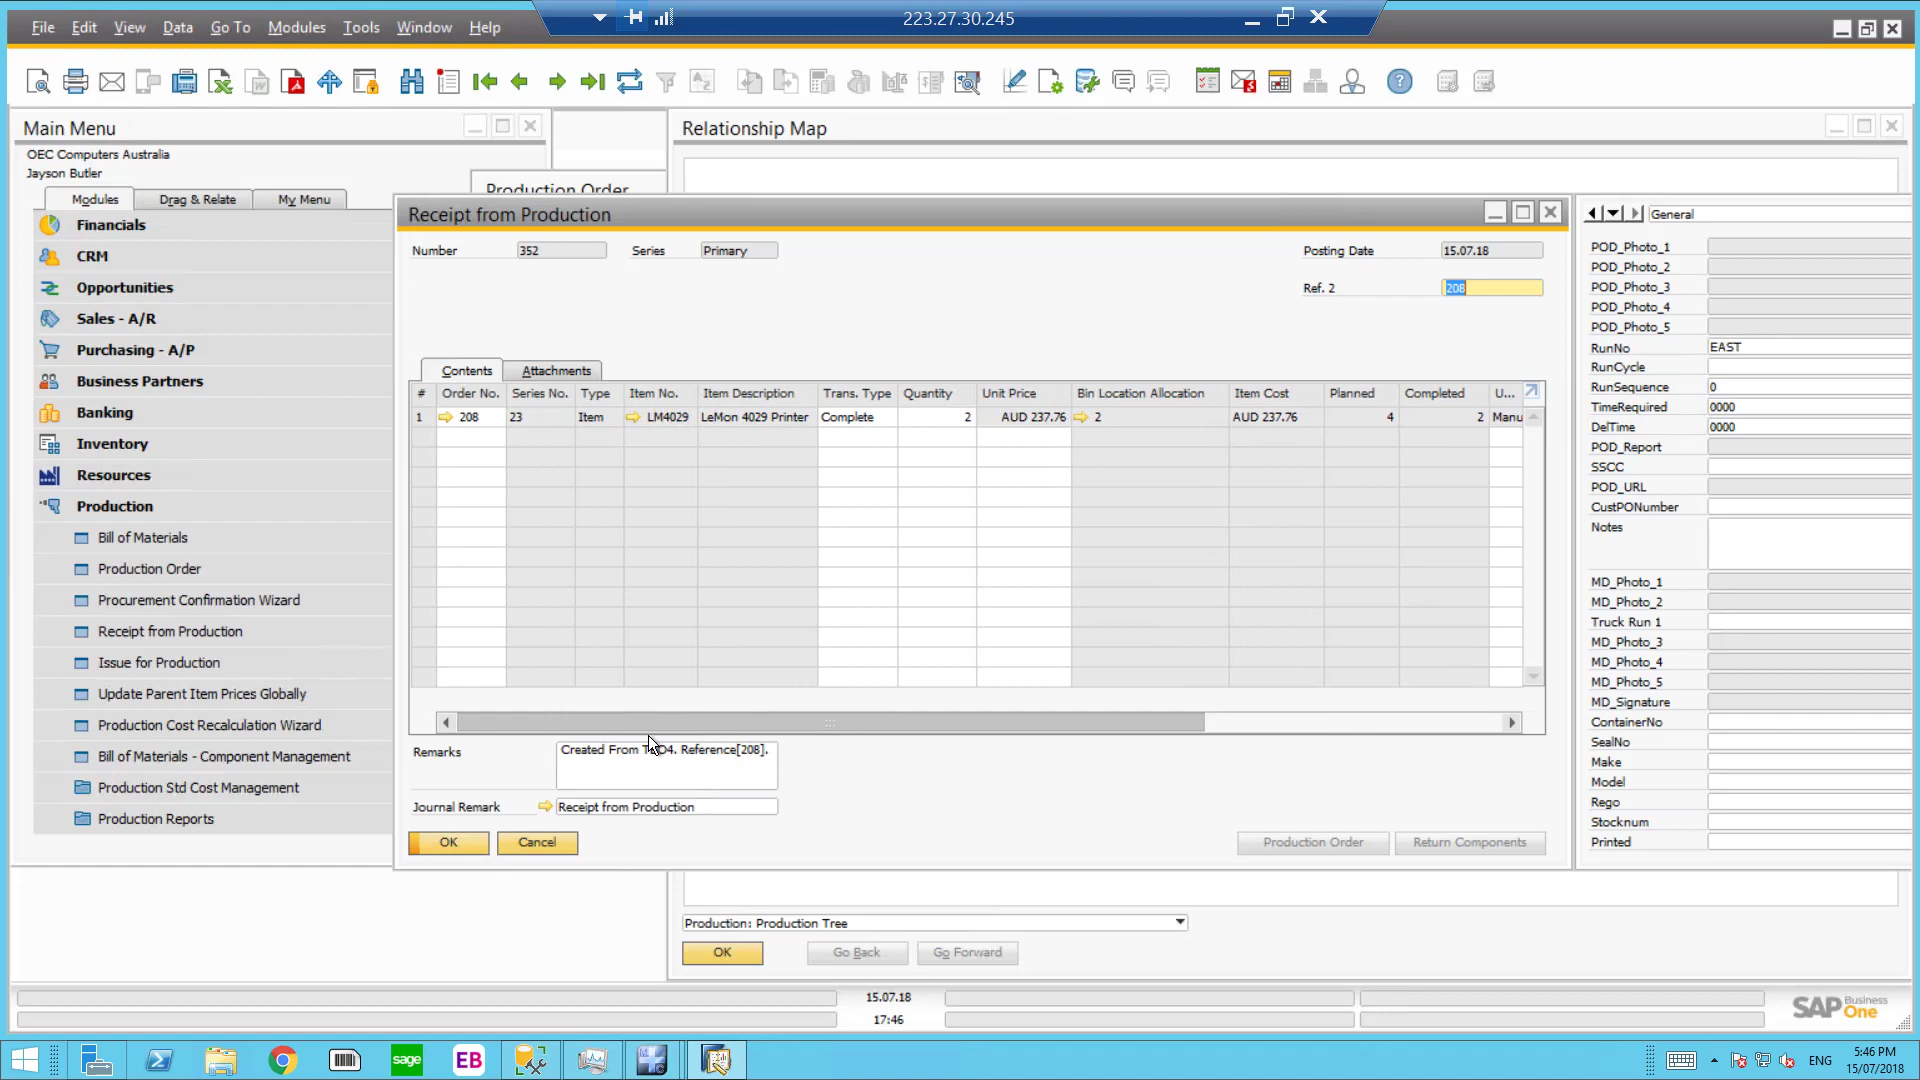 223.27.30.245
File Edit View Data Go To Modules Tools Window Help
Main Menu
OEC Computers Australia
Jayson Butler
Modules Drag & Relate My Menu
Financials
CRM
Opportunities
Sales - A/R
Purchasing - A/P
Business Partners
Banking
Inventory
Resources
Production
Bill of Materials
Production Order
Procurement Confirmation Wizard
Receipt from Production
Issue for Production
Update Parent Item Prices Globally
Production Cost Recalculation Wizard
Bill of Materials - Component Management
Production Std Cost Management
Production Reports
Relationship Map
Production Order
Receipt from Production
Number 352 Series Primary Posting Date 15.07.18
Ref. 2 208
Contents Attachments
# Order No. Series No. Type Item No. Item Description Trans. Type Quantity Unit Price Bin Location Allocation Item Cost Planned Completed U...
1 208 23 Item LM4029 LeMon 4029 Printer Complete 2 AUD 237.76 2 AUD 237.76 4 2 Manu
Remarks Created From Reference[208].
Journal Remark Receipt from Production
OK Cancel Production Order Return Components
General
POD_Photo_1
POD_Photo_2
POD_Photo_3
POD_Photo_4
POD_Photo_5
RunNo EAST
RunCycle
RunSequence 0
TimeRequired 0000
DelTime 0000
POD_Report
SSCC
POD_URL
CustPONumber
Notes
MD_Photo_1
MD_Photo_2
Truck Run 1
MD_Photo_3
MD_Photo_4
MD_Photo_5
MD_Signature
ContainerNo
SealNo
Make
Model
Rego
Stocknum
Printed
Production: Production Tree
OK Go Back Go Forward
15.07.18
17:46
SAP Business One
sage EB ENG
5:46 PM
15/07/2018